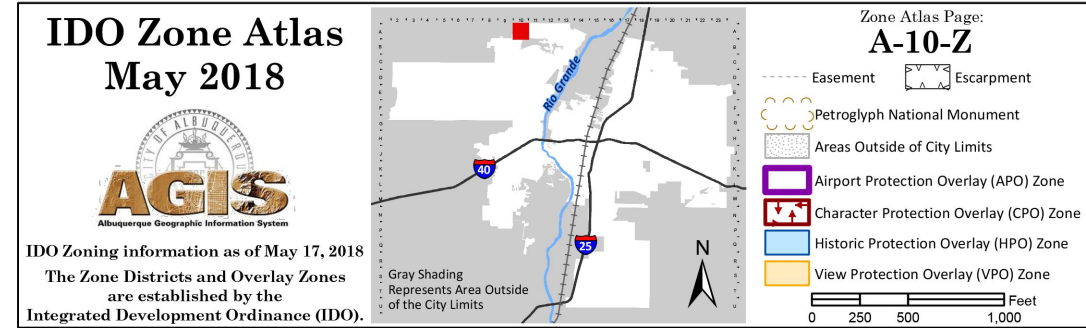 IDO Zone Atlas
May 2018
CITY OF ALBUQUERQUE
AGIS
Albuquerque Geographic Information System
IDO Zoning information as of May 17, 2018
The Zone Districts and Overlay Zones
are established by the
Integrated Development Ordinance (IDO).
Rio Grande
40
25
N
Gray Shading
Represents Area Outside
of the City Limits
Zone Atlas Page:
A-10-Z
Easement
Escarpment
Petroglyph National Monument
Areas Outside of City Limits
Airport Protection Overlay (APO) Zone
Character Protection Overlay (CPO) Zone
Historic Protection Overlay (HPO) Zone
View Protection Overlay (VPO) Zone
Feet
0 250 500 1,000